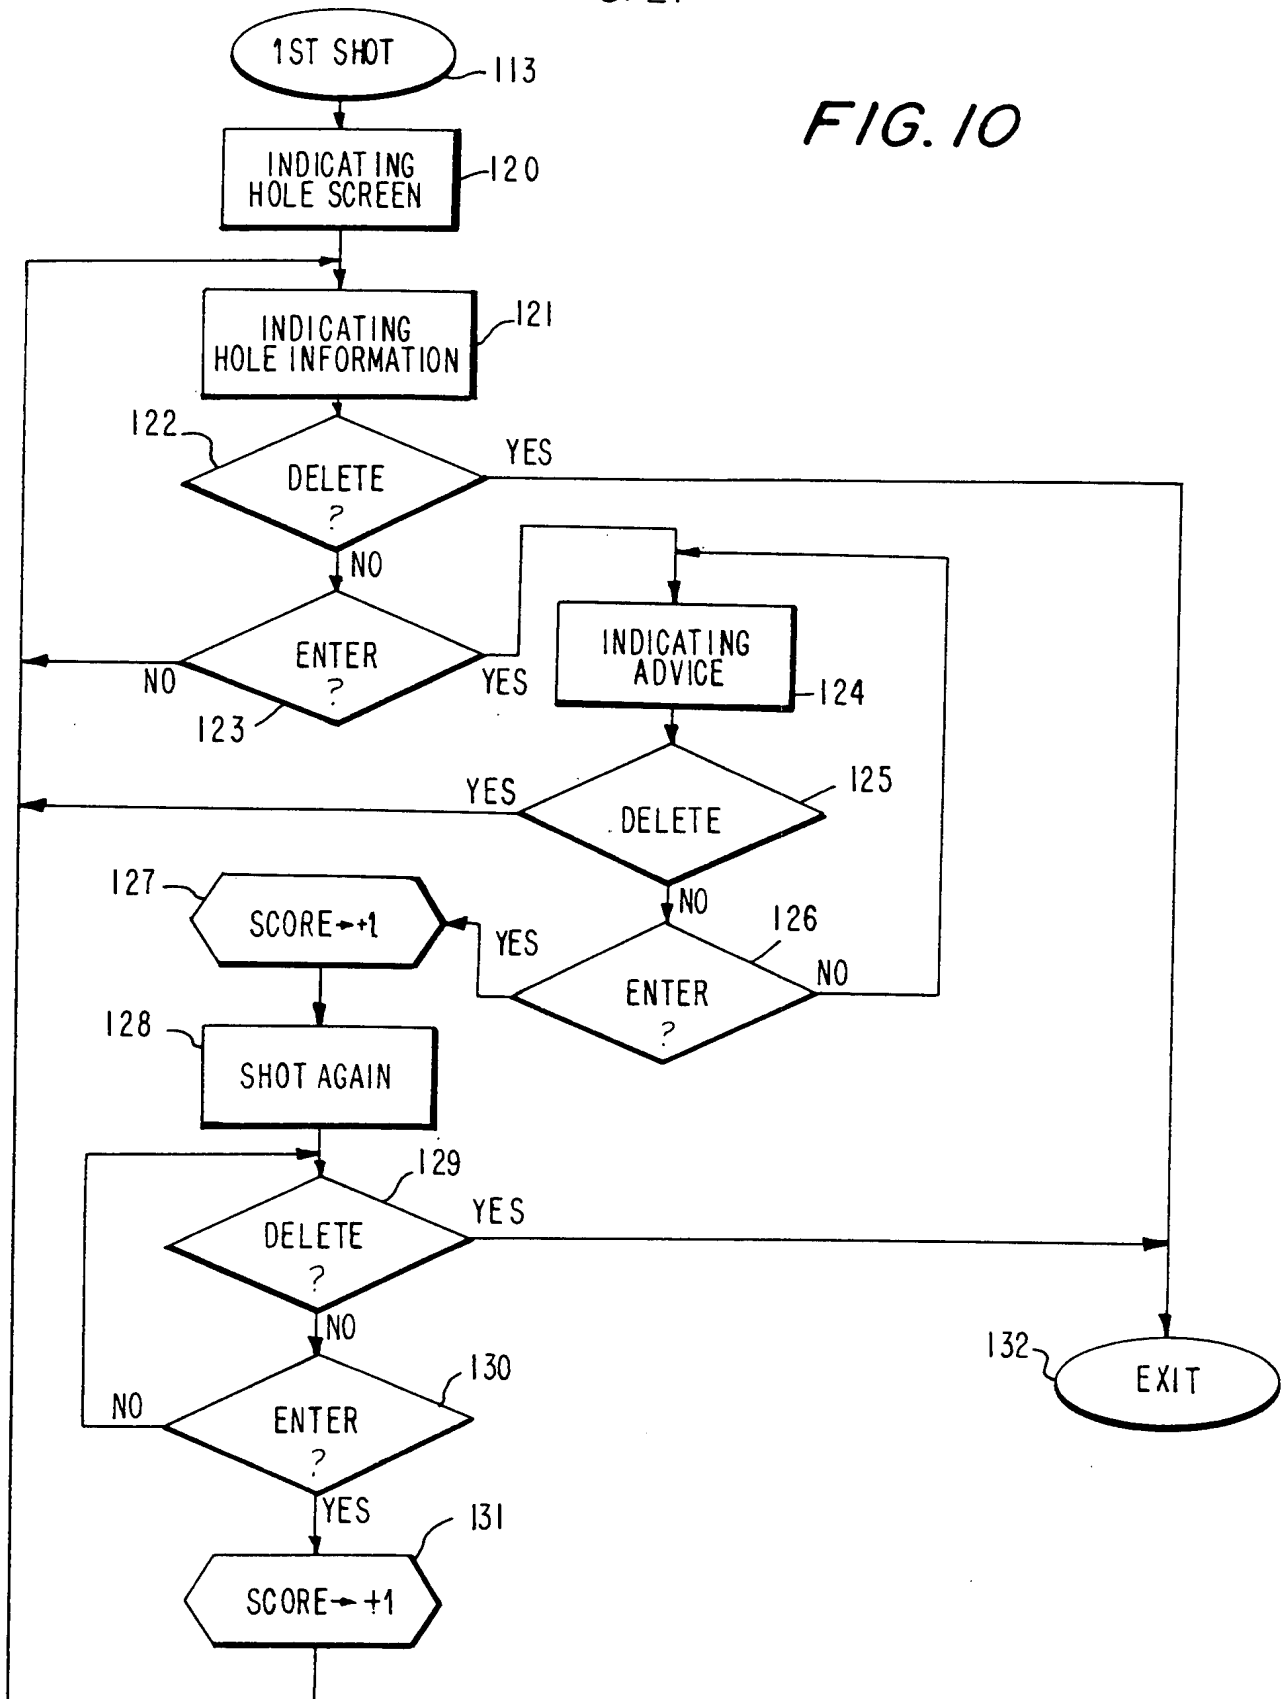 1ST SHOT
113
FIG. 10
INDICATING
HOLE SCREEN
120
INDICATING
HOLE INFORMATION
121
122
DELETE
?
YES
NO
ENTER
?
NO
YES
123
INDICATING
ADVICE
124
YES
DELETE
125
NO
127
SCORE→+1
YES
126
ENTER
?
NO
128
SHOT AGAIN
129
DELETE
?
YES
NO
130
ENTER
?
NO
YES
132
EXIT
131
SCORE→+1